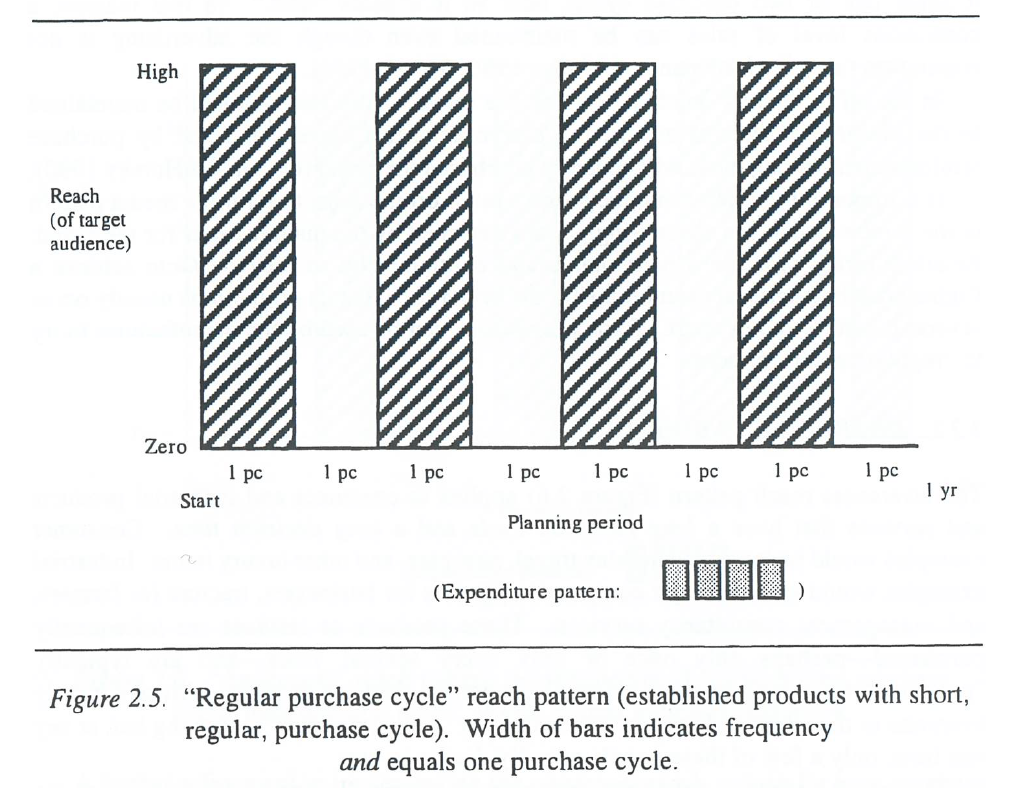 High
Reach
(of target
audience)
Zero
1 pc 1 pc 1 pc 1 pc 1 pc 1 pc 1 pc 1 pc
Start
1 yr
Planning period
(Expenditure pattern: )
Figure 2.5. “Regular purchase cycle” reach pattern (established products with short,
regular, purchase cycle). Width of bars indicates frequency
and equals one purchase cycle.